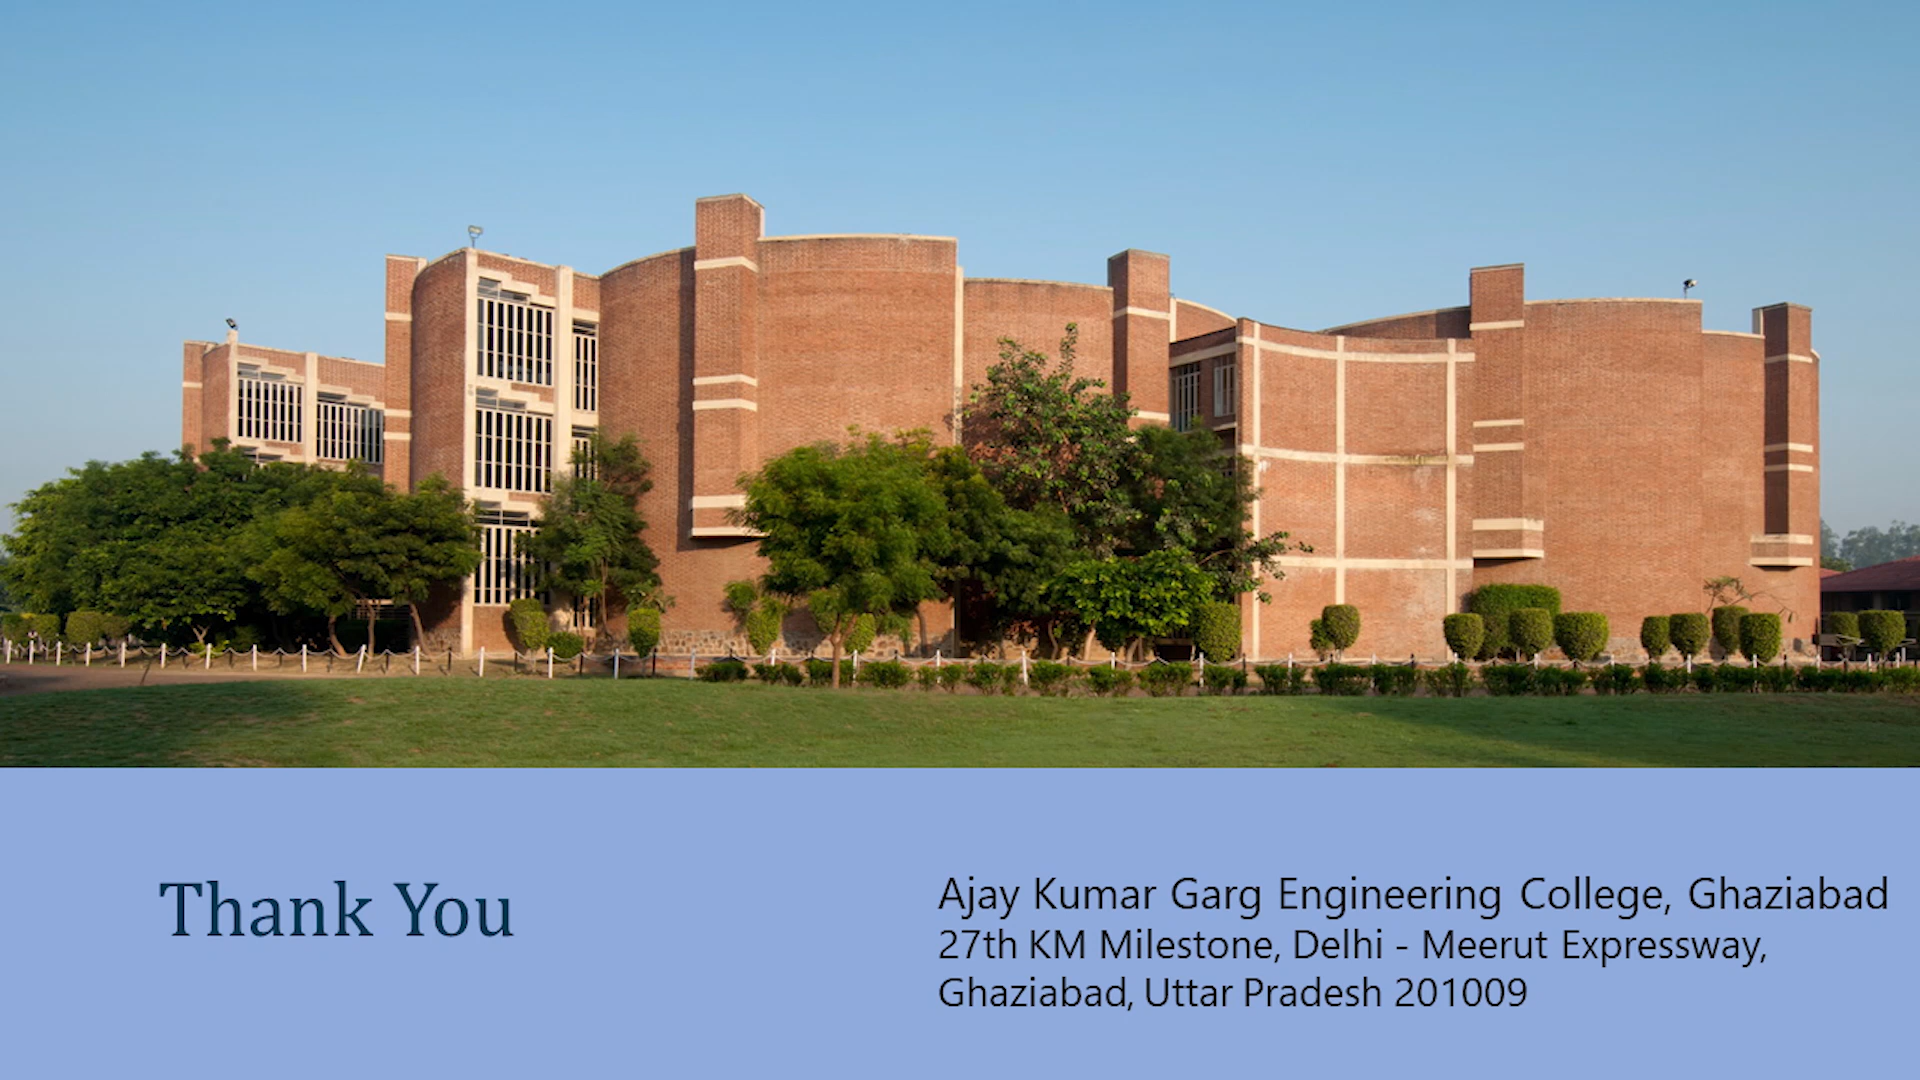 Thank You
Ajay Kumar Garg Engineering College, Ghaziabad
27th KM Milestone, Delhi - Meerut Expressway,
Ghaziabad, Uttar Pradesh 201009